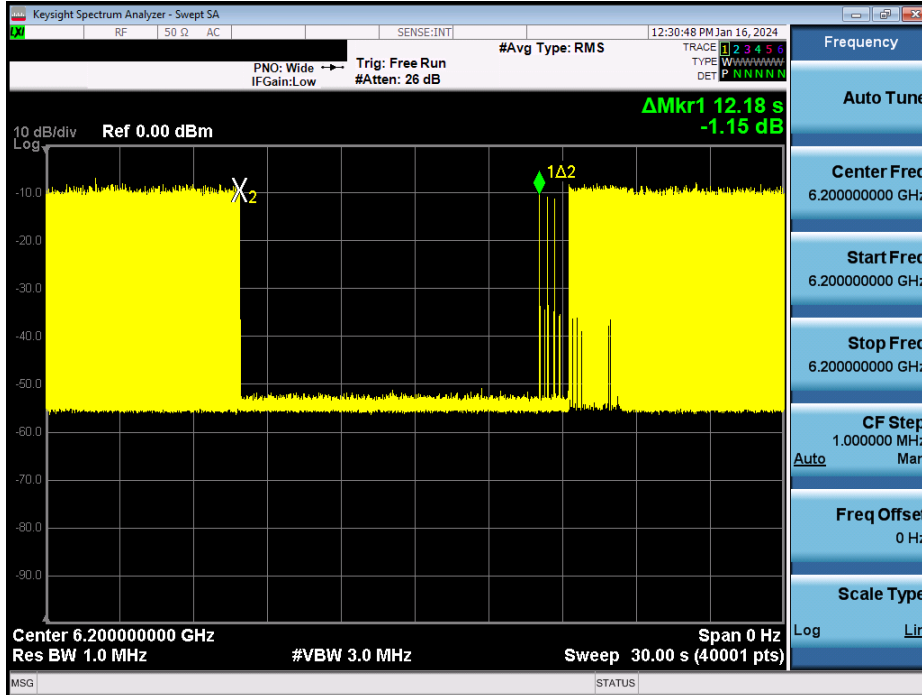 Keysight Spectrum Analyzer - Swept SA
LXI RF 50 Ω AC SENSE:INT 12:30:48 PM Jan 16, 2024
#Avg Type: RMS
TRACE 1 2 3 4 5 6
PNO: Wide Trig: Free Run
TYPE WWWWWW
IFGain:Low #Atten: 26 dB
DET P N N N N N
ΔMkr1 12.18 s
-1.15 dB
10 dB/div Ref 0.00 dBm
Log
1Δ2
X2
-10.0
-20.0
-30.0
-40.0
-50.0
-60.0
-70.0
-80.0
-90.0
Center 6.200000000 GHz Span 0 Hz
Res BW 1.0 MHz #VBW 3.0 MHz Sweep 30.00 s (40001 pts)
MSG STATUS
Frequency
Auto Tune
Center Freq
6.200000000 GHz
Start Freq
6.200000000 GHz
Stop Freq
6.200000000 GHz
CF Step
1.000000 MHz
Auto Man
Freq Offset
0 Hz
Scale Type
Log Lin